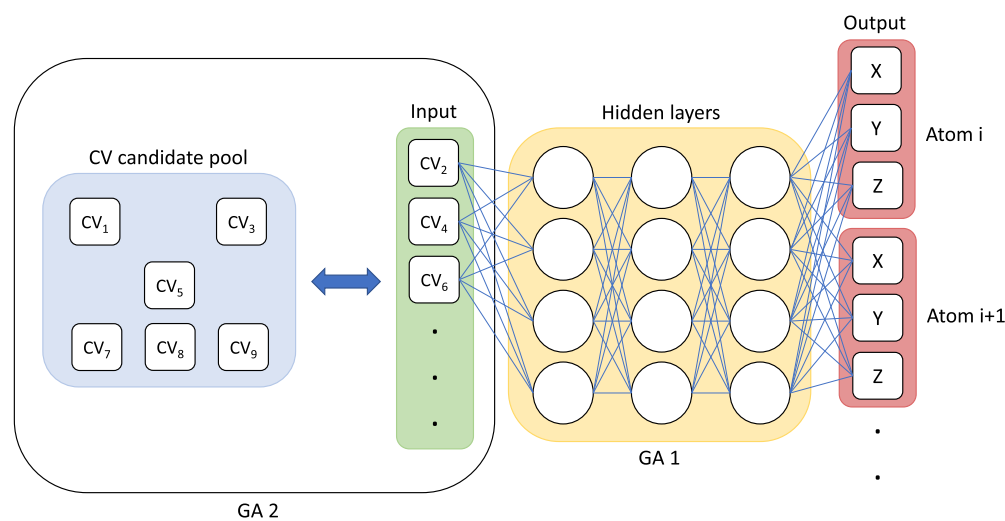 Output
X
Y
Z
Atom i
X
Y
Z
Atom i+1
Hidden layers
GA 1
Input
CV₂
CV₄
CV₆
CV candidate pool
CV₁
CV₃
CV₅
CV₇
CV₈
CV₉
GA 2